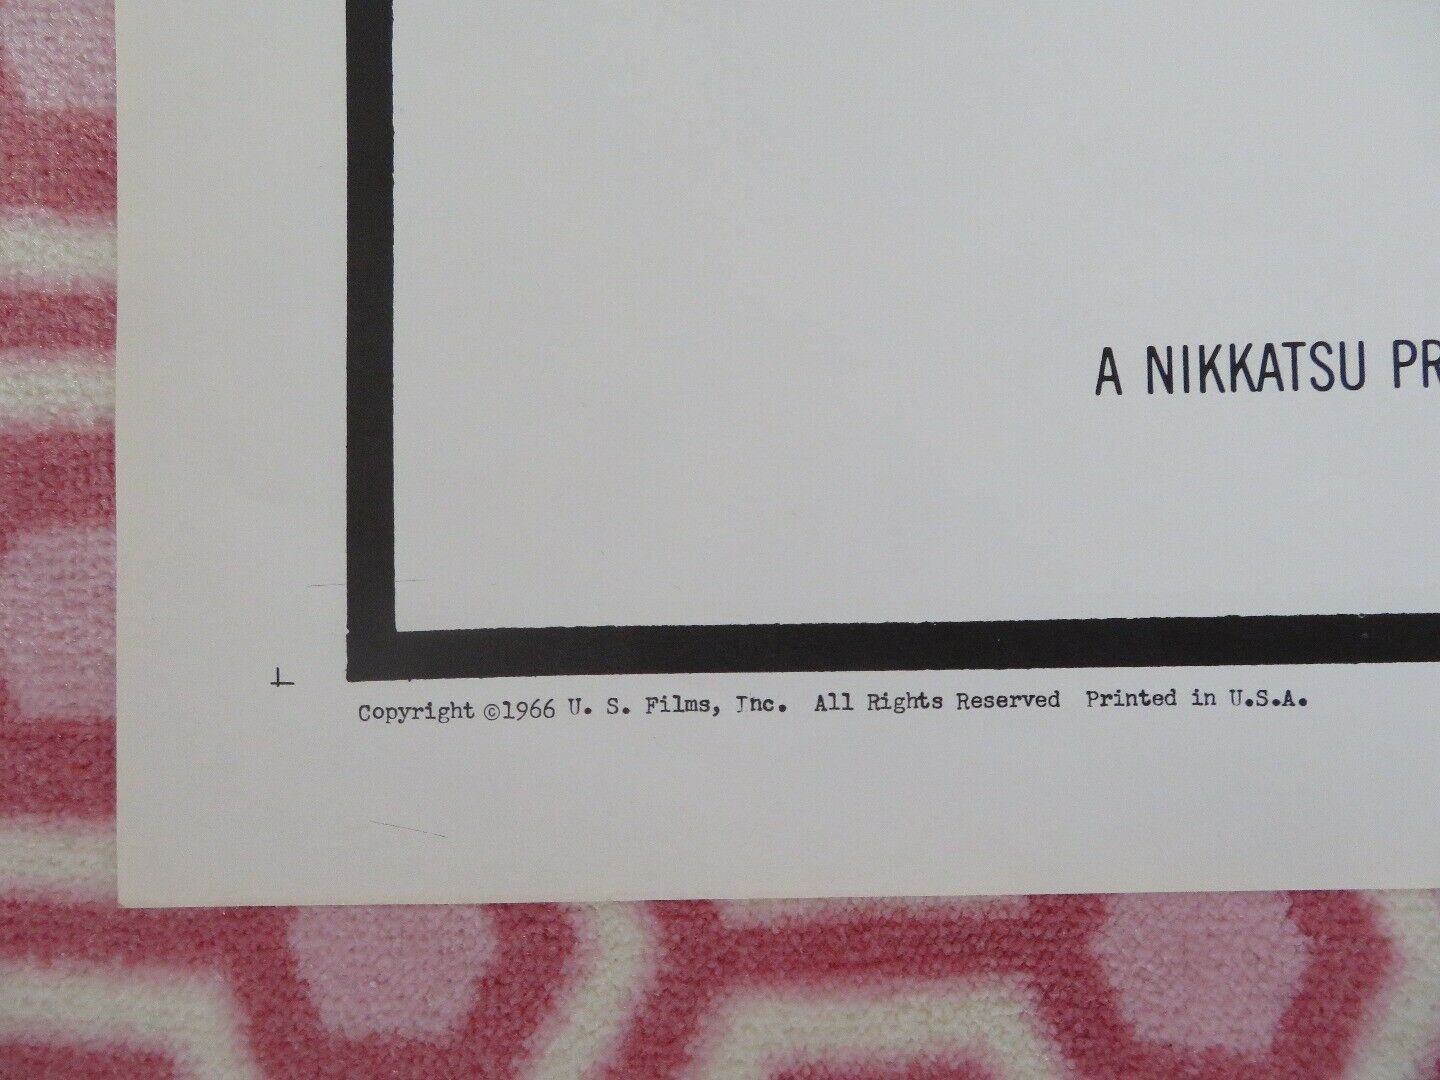 A NIKKATSU PR
Copyright ©1966 U. S. Films, Inc. All Rights Reserved Printed in U.S.A.